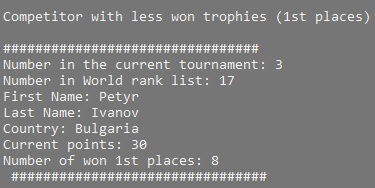 Competitor with less won trophies (1st places)
################################
Number in the current tournament: 3
Number in World rank list: 17
First Name: Petyr
Last Name: Ivanov
Country: Bulgaria
Current points: 30
Number of won 1st places: 8
################################